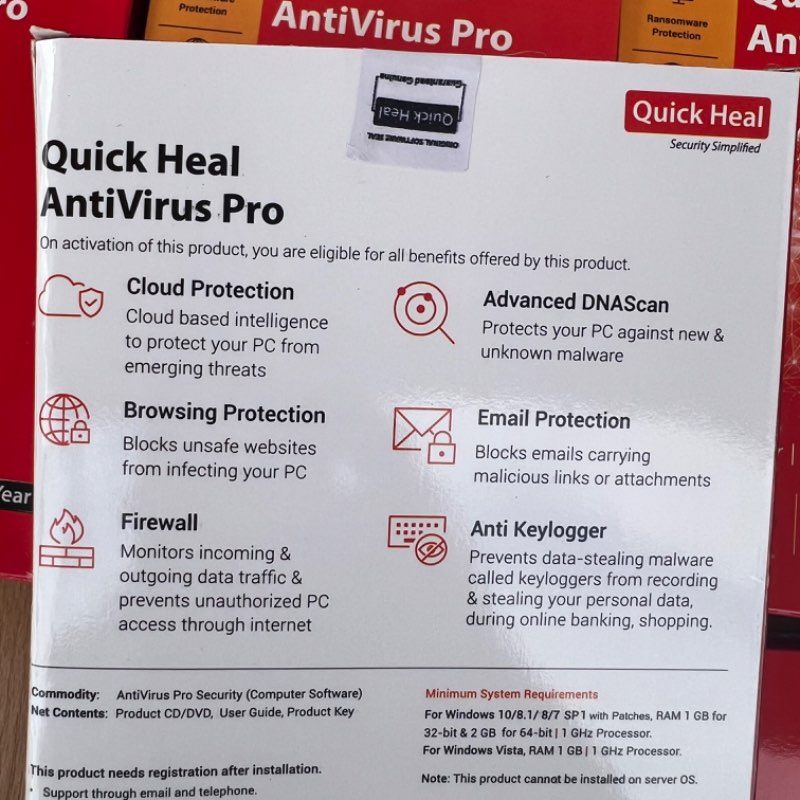 ro
Protection
AntiVirus Pro
Ransomware
Protection
An
ear
ORIGINAL SOFTWARE SEAL
Quick Heal
Guaranteed Genuine
Quick Heal
Security Simplified
Quick Heal
AntiVirus Pro
On activation of this product, you are eligible for all benefits offered by this product.
Cloud Protection
Cloud based intelligence
to protect your PC from
emerging threats
Advanced DNAScan
Protects your PC against new &
unknown malware
Browsing Protection
Blocks unsafe websites
from infecting your PC
Email Protection
Blocks emails carrying
malicious links or attachments
Firewall
Monitors incoming &
outgoing data traffic &
prevents unauthorized PC
access through internet
Anti Keylogger
Prevents data-stealing malware
called keyloggers from recording
& stealing your personal data,
during online banking, shopping.
Commodity: AntiVirus Pro Security (Computer Software)
Net Contents: Product CD/DVD, User Guide, Product Key
Minimum System Requirements
For Windows 10/8.1/ 8/7 SP1 with Patches, RAM 1 GB for
32-bit & 2 GB for 64-bit | 1 GHz Processor.
For Windows Vista, RAM 1 GB | 1 GHz Processor.
This product needs registration after installation.
• Support through email and telephone.
Note: This product cannot be installed on server OS.